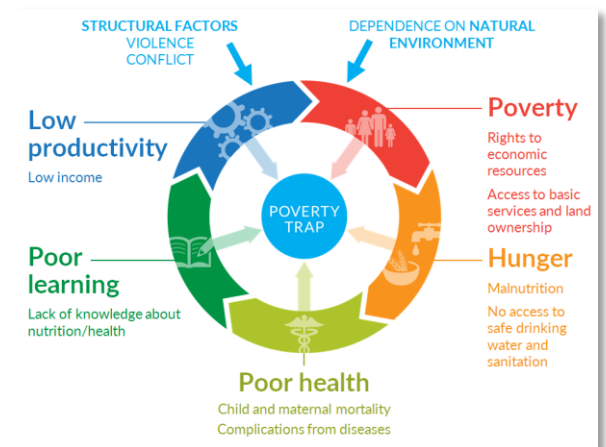 STRUCTURAL FACTORS
VIOLENCE
CONFLICT
DEPENDENCE ON NATURAL
ENVIRONMENT
Low
productivity
Low income
Poverty
Rights to
economic
resources
Access to basic
services and land
ownership
POVERTY
TRAP
Poor
learning
Lack of knowledge about
nutrition/health
Hunger
Malnutrition
No access to
safe drinking
water and
sanitation
Poor health
Child and maternal mortality
Complications from diseases